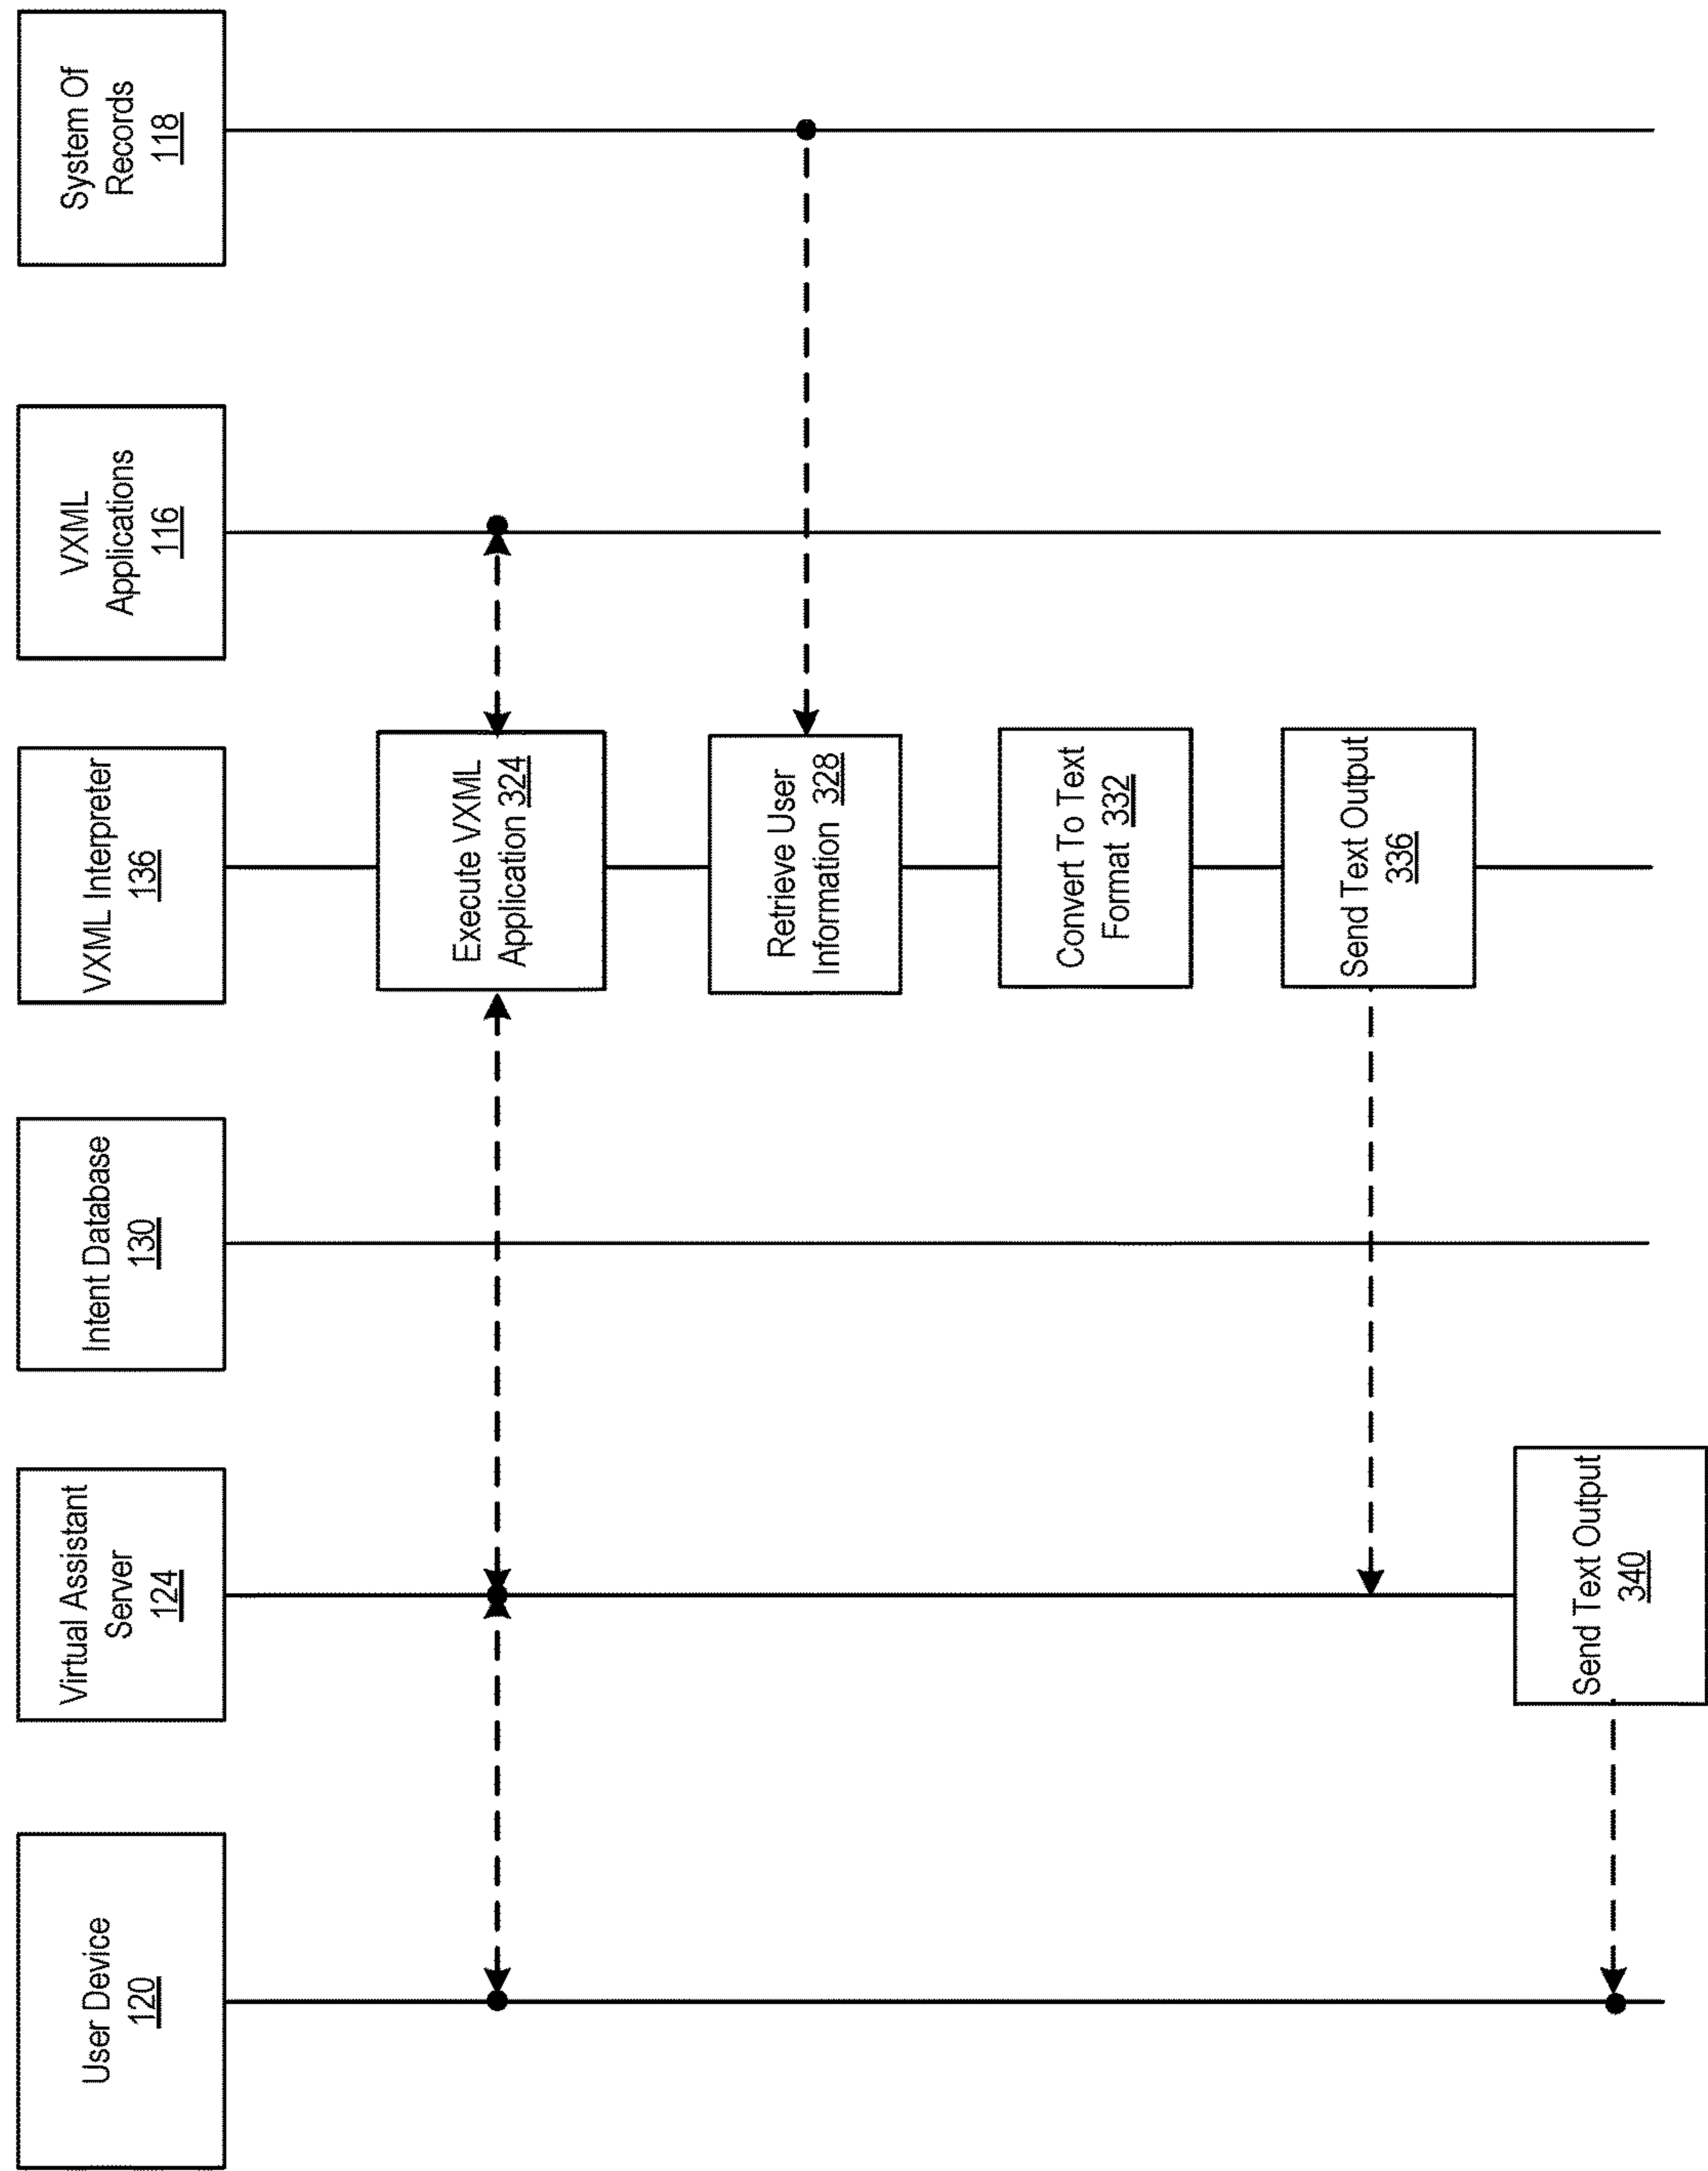 User Device
120
Virtual Assistant
Server
124
Intent Database
130
VXML Interpreter
136
VXML
Applications
116
System Of
Records
118
Execute VXML
Application 324
Retrieve User
Information 328
Convert To Text
Format 332
Send Text Output
336
Send Text Output
340